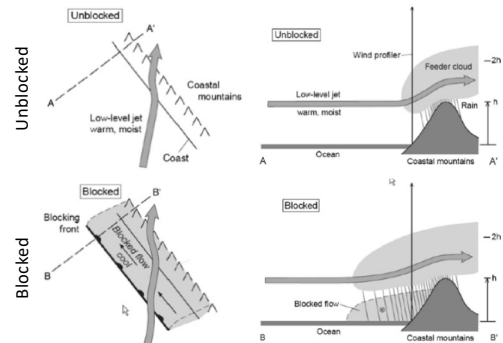 Unblocked
Unblocked
A'
A
Coastal
mountains
Low-level jet
warm, moist
Coast
Unblocked
Wind profiler
Feeder cloud
2h
Low-level jet
warm, moist
h
Rain
A
Ocean
Coastal mountains
A'
Blocked
Blocked
B'
Blocking
front
Blocked flow
cool
B
Blocked
2h
h
Blocked flow
B
Ocean
Coastal mountains
B'